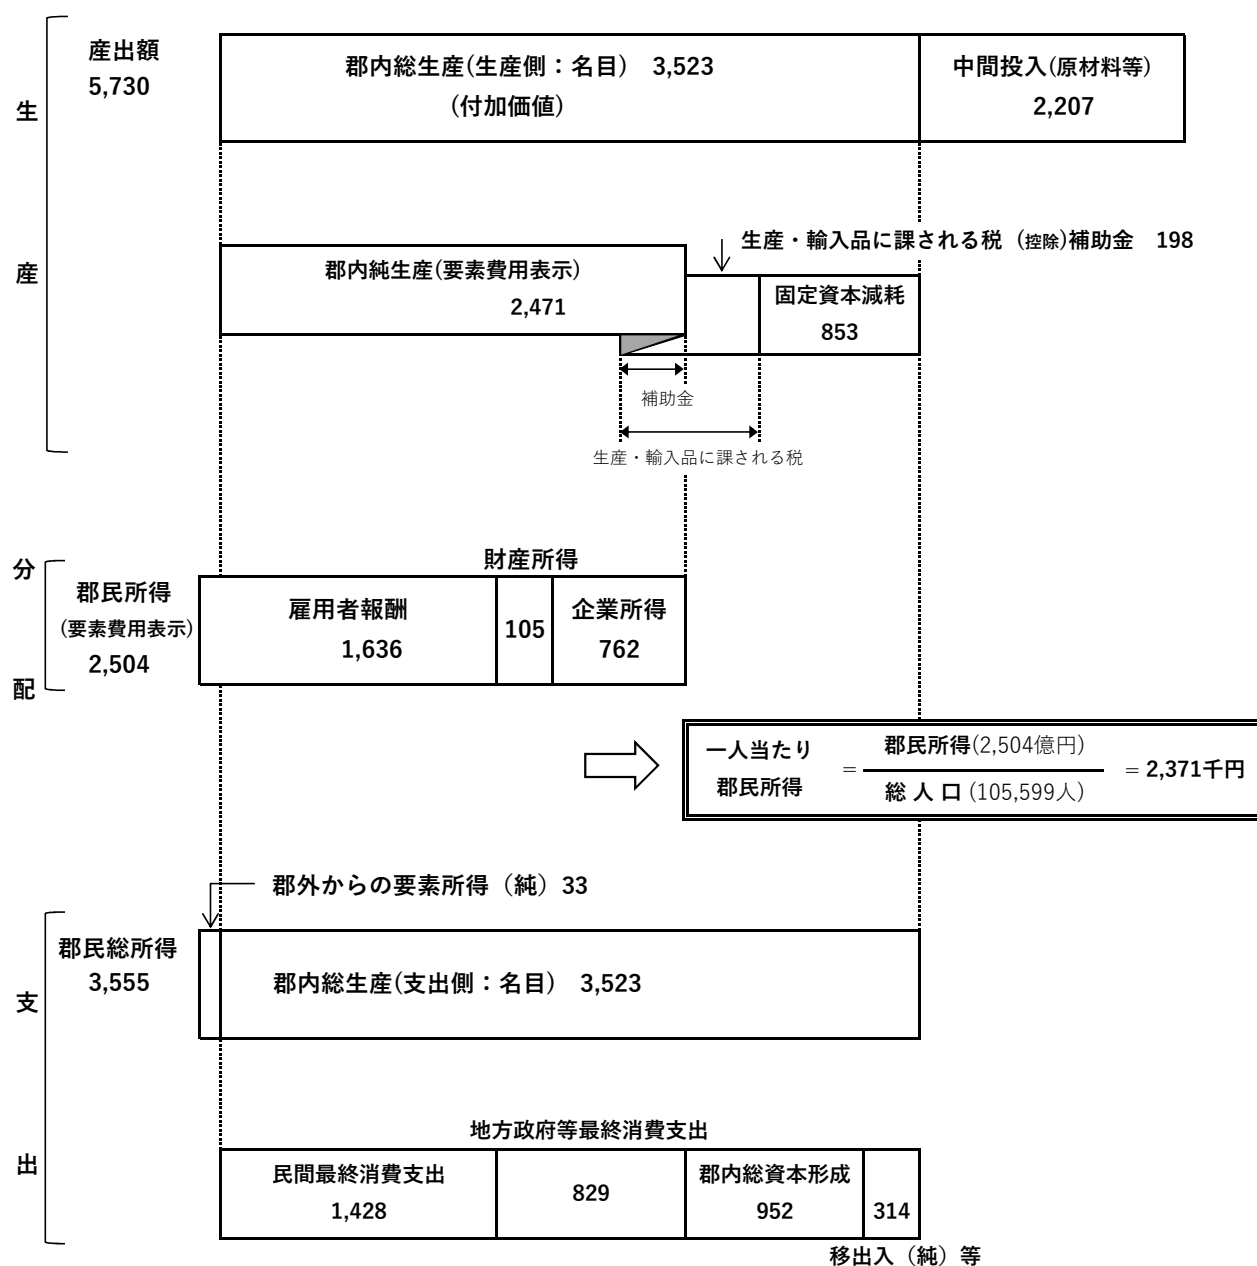 生
産
産出額
5,730
郡内総生産(生産側：名目)　3,523
(付加価値)
中間投入(原材料等)
2,207
生産・輸入品に課される税　(控除)補助金　198
郡内純生産(要素費用表示)
2,471
固定資本減耗
853
補助金
生産・輸入品に課される税
分
配
郡民所得
(要素費用表示)
2,504
財産所得
雇用者報酬
1,636
105
企業所得
762
一人当たり
郡民所得
＝
郡民所得(2,504億円)
総 人 口 (105,599人)
＝ 2,371千円
支
出
郡外からの要素所得（純）33
郡民総所得
3,555
郡内総生産(支出側：名目)　3,523
地方政府等最終消費支出
民間最終消費支出
1,428
829
郡内総資本形成
952
314
移出入（純）等